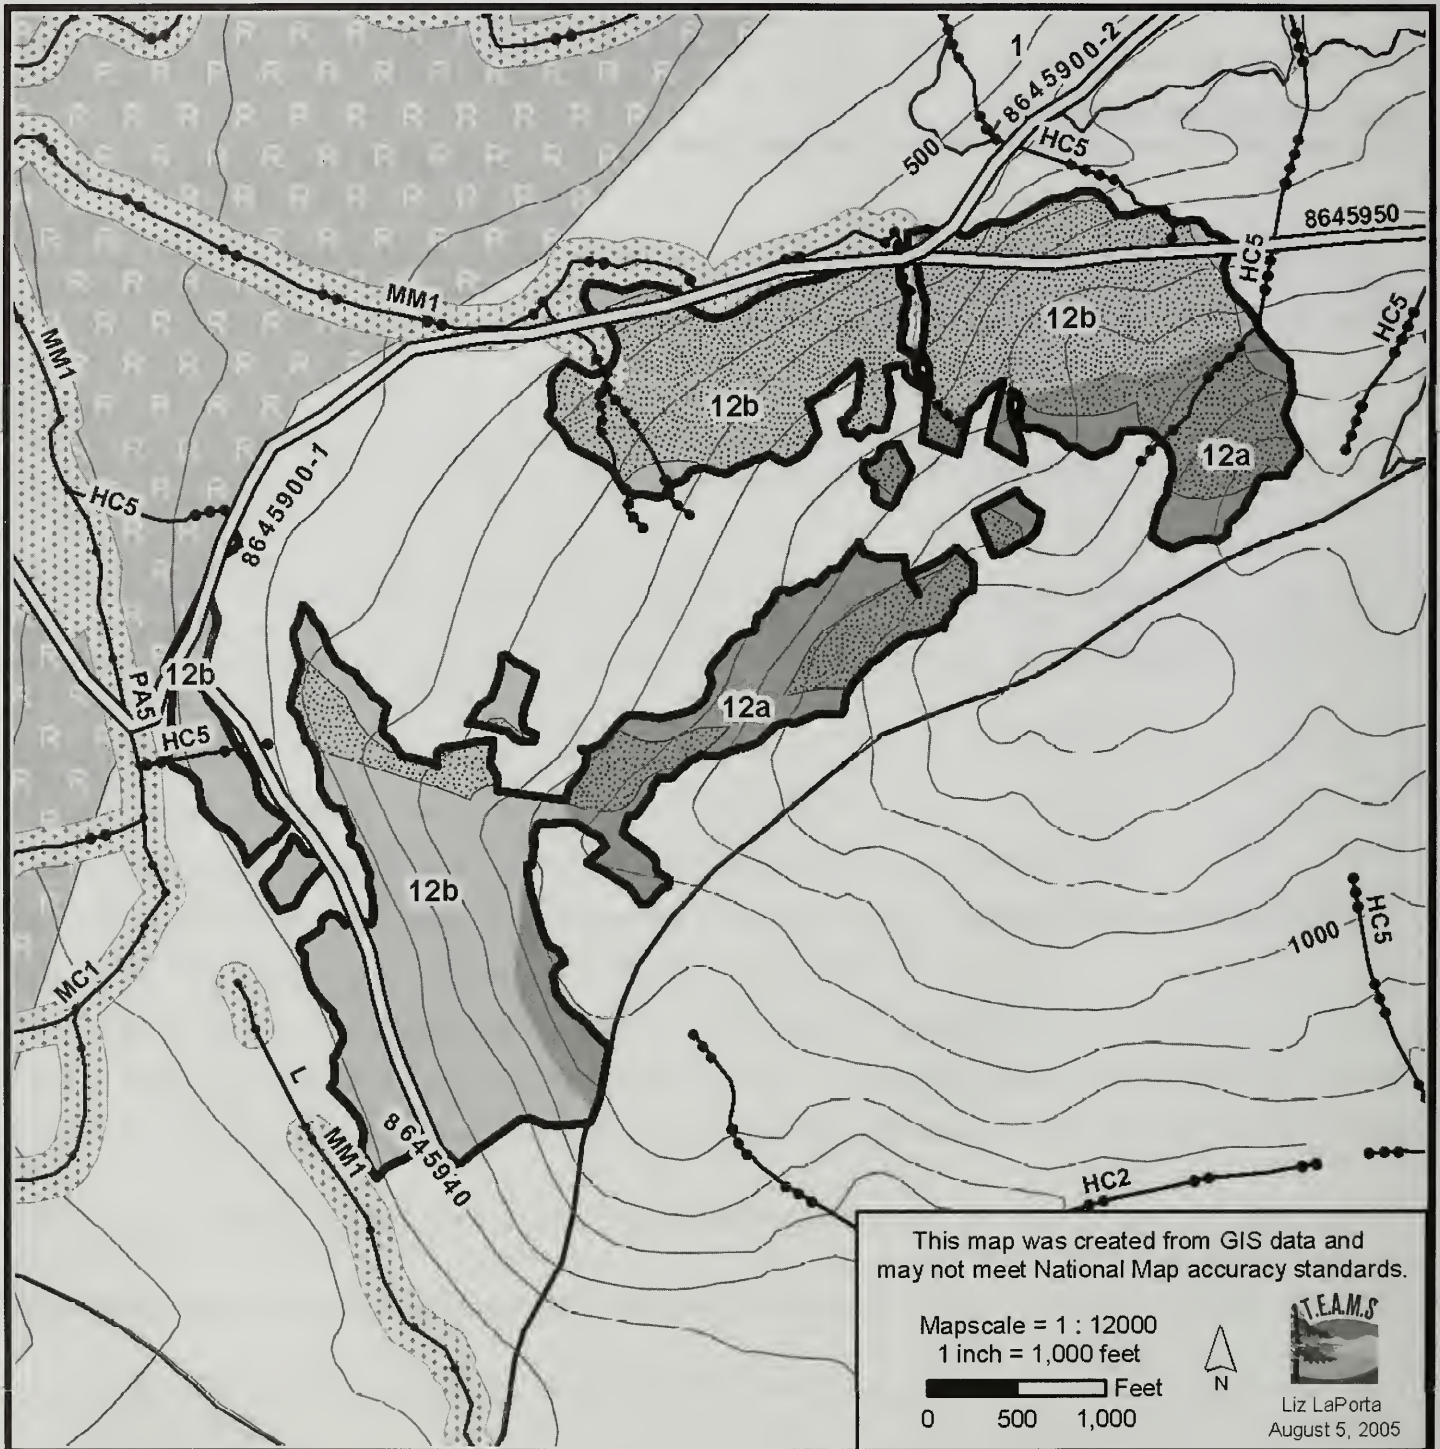 1
8645900-2
HC5
500
8645950
HC5
MM1
HC5
12b
MM1
12b
12a
8645900-1
HC5
12b
PA5
HC5
12a
12b
HC5
1000
MC1
L
MM1
8645940
HC2
This map was created from GIS data and
may not meet National Map accuracy standards.
Mapscale = 1 : 12000
1 inch = 1,000 feet
Feet
0 500 1,000
N
T.E.A.M.S
Liz LaPorta
August 5, 2005